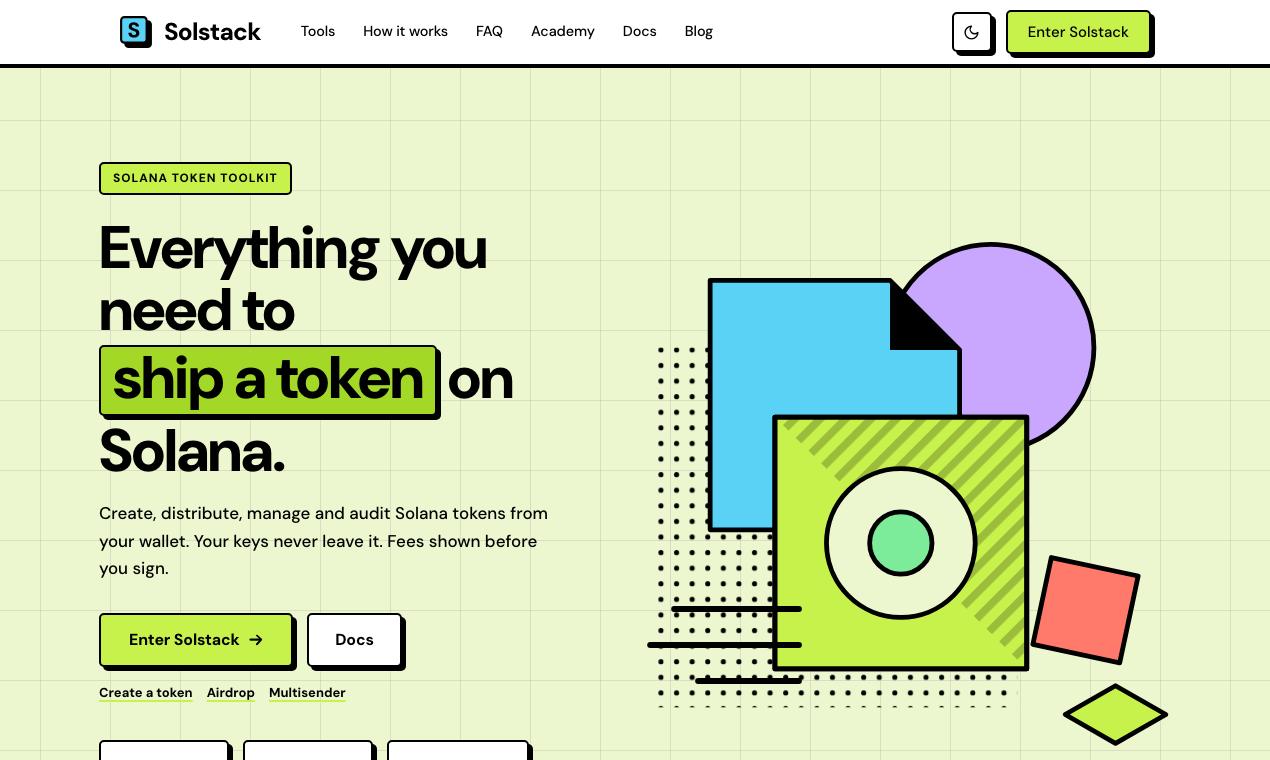 S Solstack Tools How it works FAQ Academy Docs Blog Enter Solstack
SOLANA TOKEN TOOLKIT
Everything you
need to
ship a token on
Solana.
Create, distribute, manage and audit Solana tokens from
your wallet. Your keys never leave it. Fees shown before
you sign.
Enter Solstack → Docs
Create a token Airdrop Multisender